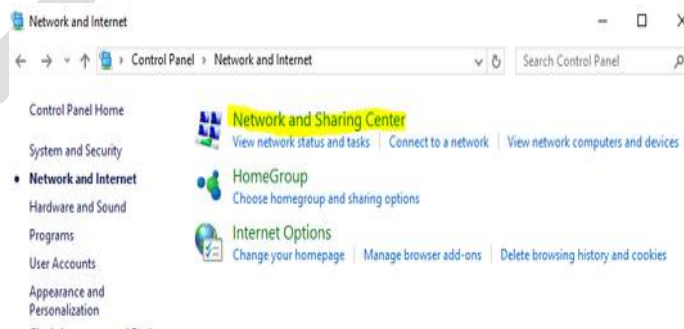 Network and Internet
Control Panel › Network and Internet
Search Control Panel
Control Panel Home
System and Security
Network and Internet
Hardware and Sound
Programs
User Accounts
Appearance and
Personalization
Network and Sharing Center
View network status and tasks | Connect to a network | View network computers and devices
HomeGroup
Choose homegroup and sharing options
Internet Options
Change your homepage | Manage browser add-ons | Delete browsing history and cookies